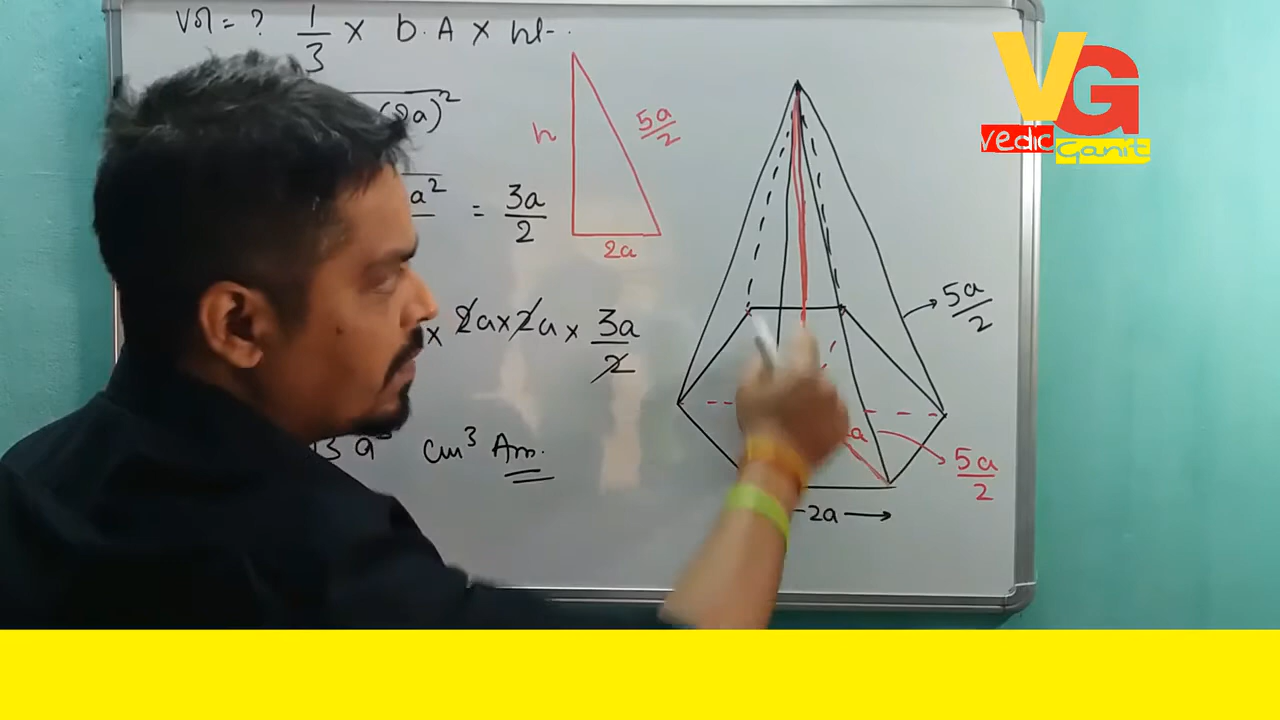 Vol = ? 1/3 × b.A × ht.
(2a)²
a² = 3a/2
× 2a × 2a × 3a/2
3 a³ cm³ Ans.
h
5a/2
2a
5a/2
a
5a/2
2a
VG
vedic Ganit